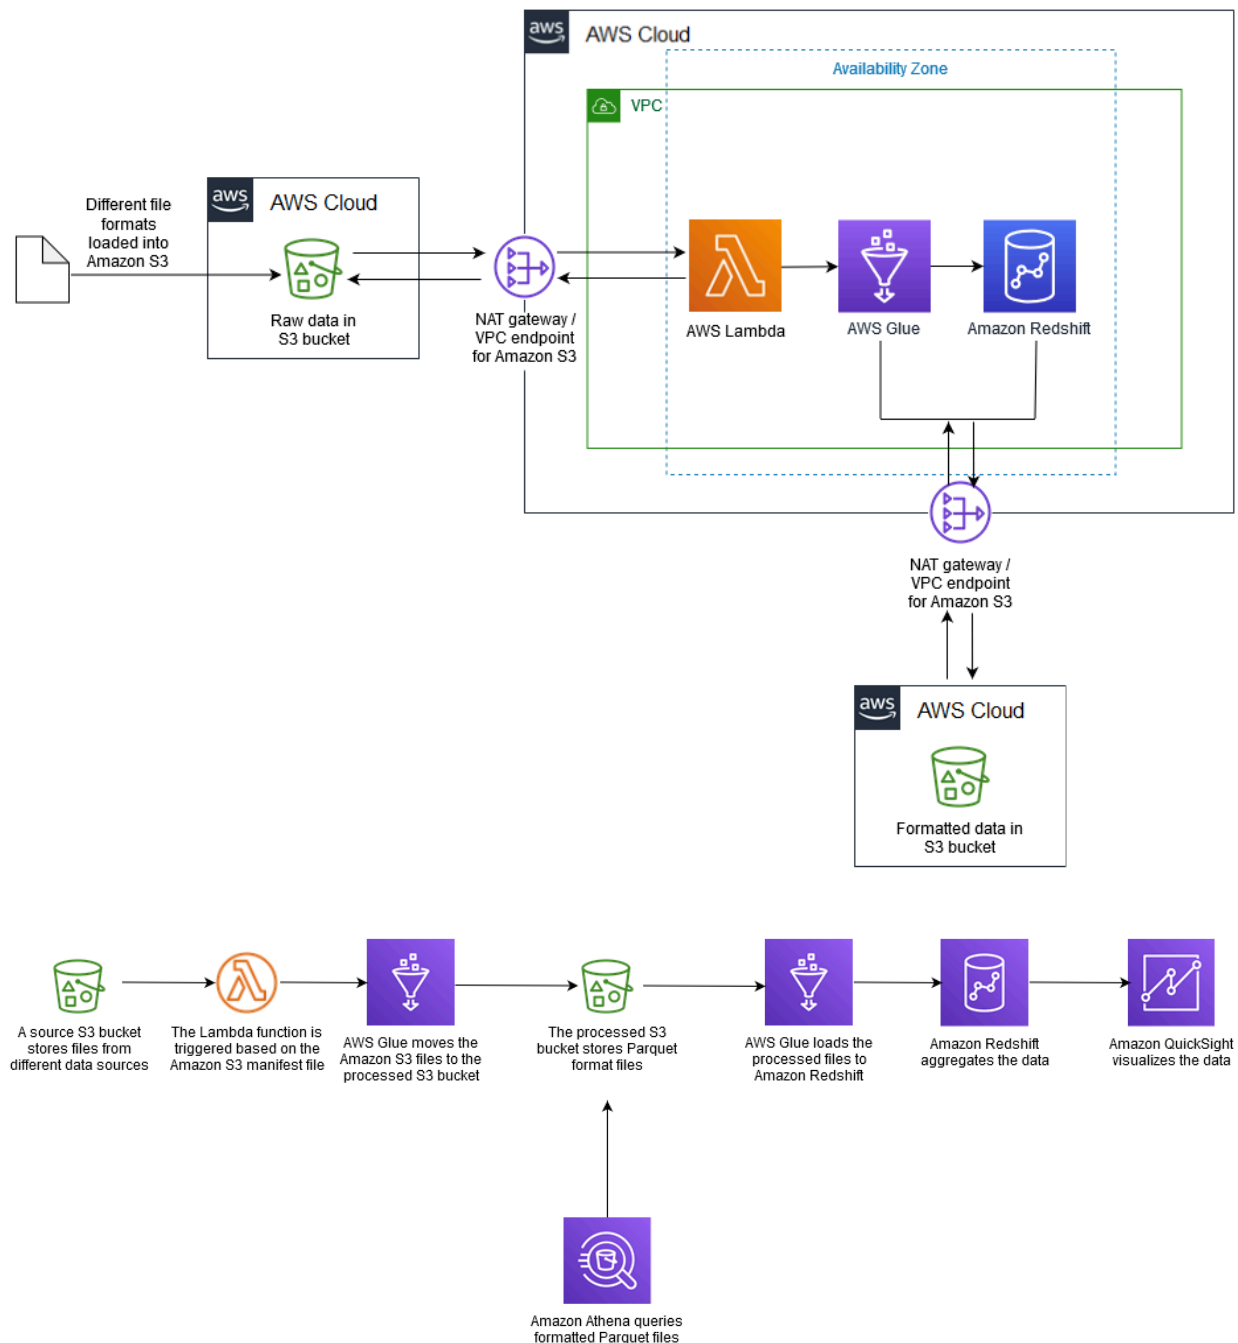 aws
AWS Cloud
Availability Zone
VPC
Different file
formats
loaded into
Amazon S3
aws
AWS Cloud
Raw data in
S3 bucket
NAT gateway /
VPC endpoint
for Amazon S3
AWS Lambda
AWS Glue
Amazon Redshift
NAT gateway /
VPC endpoint
for Amazon S3
aws
AWS Cloud
Formatted data in
S3 bucket
A source S3 bucket
stores files from
different data sources
The Lambda function is
triggered based on the
Amazon S3 manifest file
AWS Glue moves the
Amazon S3 files to the
processed S3 bucket
The processed S3
bucket stores Parquet
format files
AWS Glue loads the
processed files to
Amazon Redshift
Amazon Redshift
aggregates the data
Amazon QuickSight
visualizes the data
Amazon Athena queries
formatted Parquet files